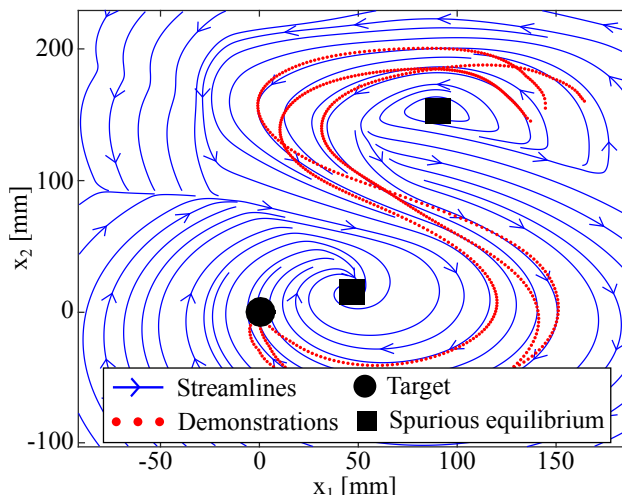 200
x2 [mm]
100
0
-100
Streamlines
Target
Demonstrations
Spurious equilibrium
-50
0
50
100
150
x1 [mm]